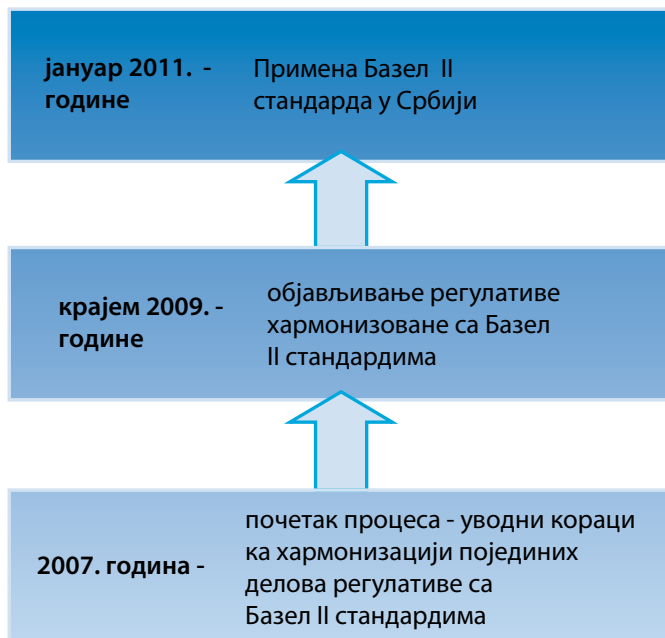 јануар 2011. -
године
Примена Базел II
стандарда у Србији
крајем 2009. -
године
објављивање регулативе
хармонизоване са Базел
II стандардима
2007. година -
почетак процеса - уводни кораци
ка хармонизацији појединих
делова регулативе са
Базел II стандардима